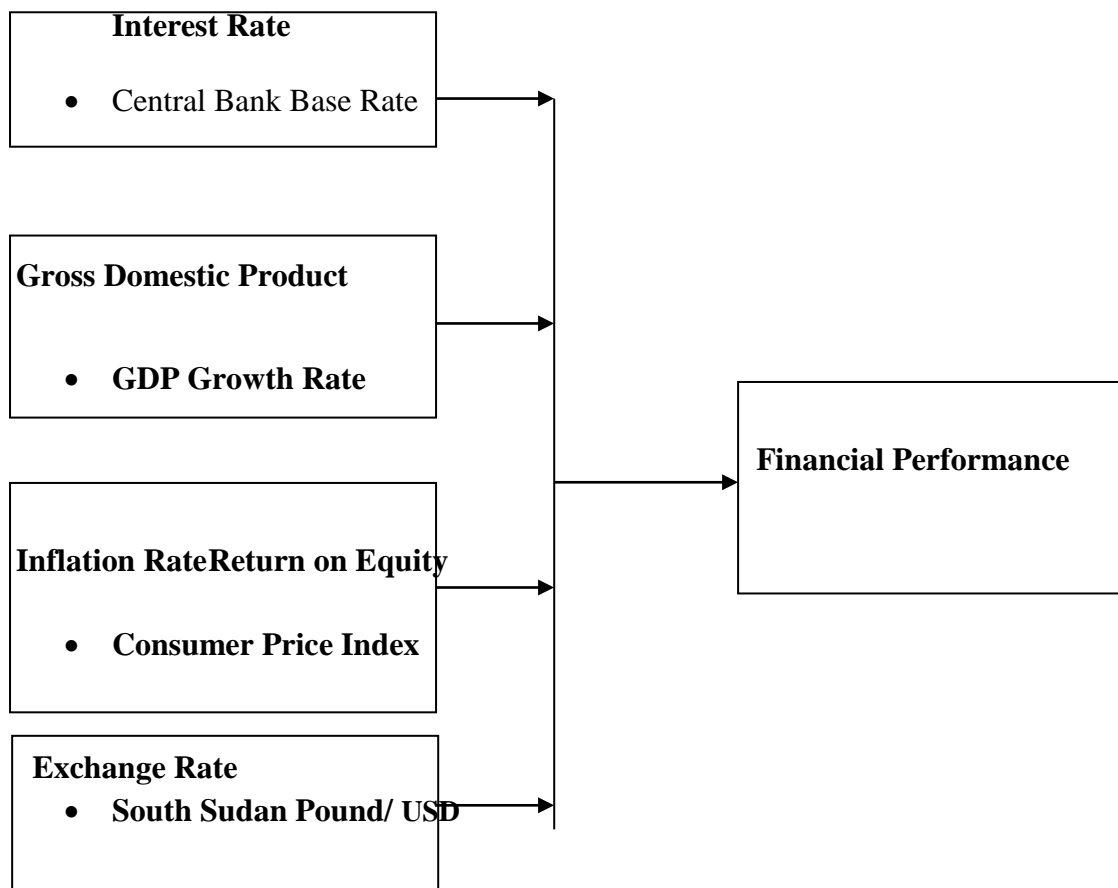 Interest Rate
• Central Bank Base Rate
Gross Domestic Product
• GDP Growth Rate
Financial Performance
Inflation RateReturn on Equity
• Consumer Price Index
Exchange Rate
• South Sudan Pound/ USD